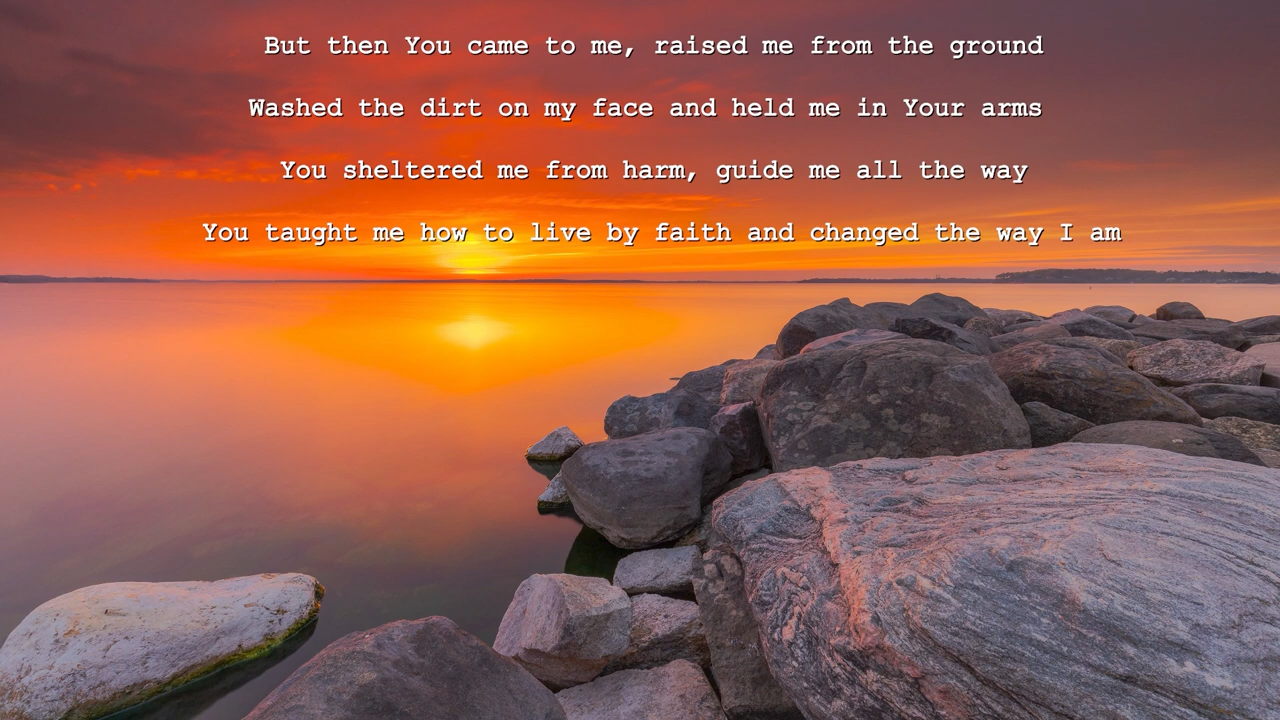 But then You came to me, raised me from the ground
Washed the dirt on my face and held me in Your arms
You sheltered me from harm, guide me all the way
You taught me how to live by faith and changed the way I am